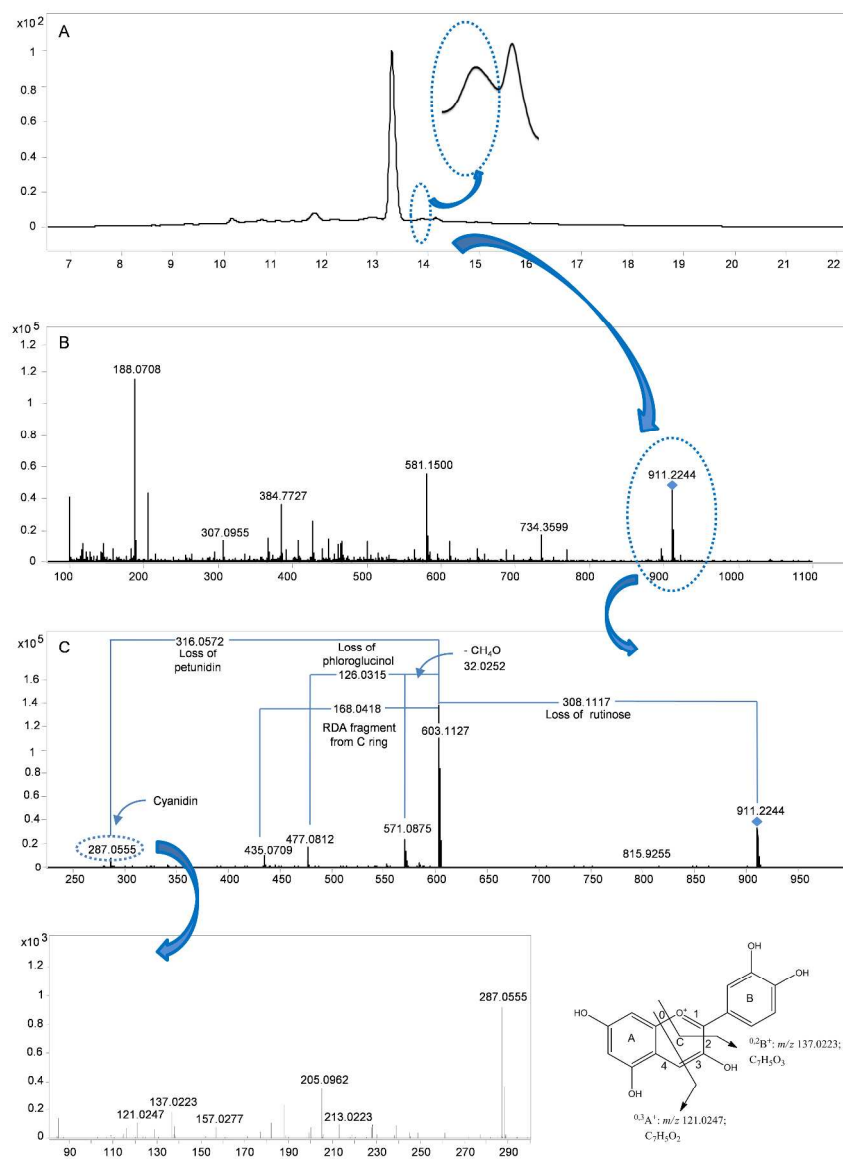 x10²
A
1
0.8
0.6
0.4
0.2
0
7 8 9 10 11 12 13 14 15 16 17 18 19 20 21 22
x10⁵
B
1.2
1.2
1
0.8
0.6
0.4
0.2
0
188.0708
307.0955
384.7727
581.1500
734.3599
911.2244
100 200 300 400 500 600 700 800 900 1000 1100
x10⁵
C
1.6
1.4
1.2
1
0.8
0.6
0.4
0.2
0
316.0572
Loss of
petunidin
Loss of
phloroglucinol
126.0315
- CH₄O
32.0252
168.0418
RDA fragment
from C ring
308.1117
Loss of rutinose
603.1127
Cyanidin
287.0555
435.0709
477.0812
571.0875
815.9255
911.2244
250 300 350 400 450 500 550 600 650 700 750 800 850 900 950
x10³
1.2
1
0.8
0.6
0.4
0.2
0
121.0247
137.0223
157.0277
205.0962
213.0223
287.0555
90 110 130 150 170 190 210 230 250 270 290
OH
OH
B
HO
O⁺
0
1
A
C
2
4
3
OH
OH
⁰,²B⁺: m/z 137.0223;
C₇H₅O₃
⁰,³A⁺: m/z 121.0247;
C₇H₅O₂